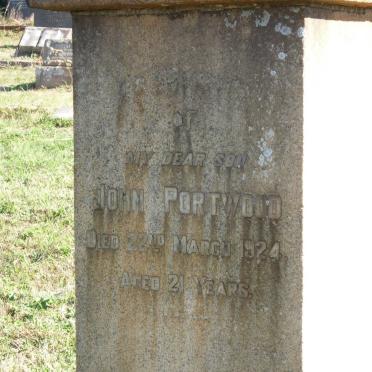 OF
MY DEAR SON
JOHN PORTWOOD
DIED 22ND MARCH 1924,
AGED 21 YEARS.